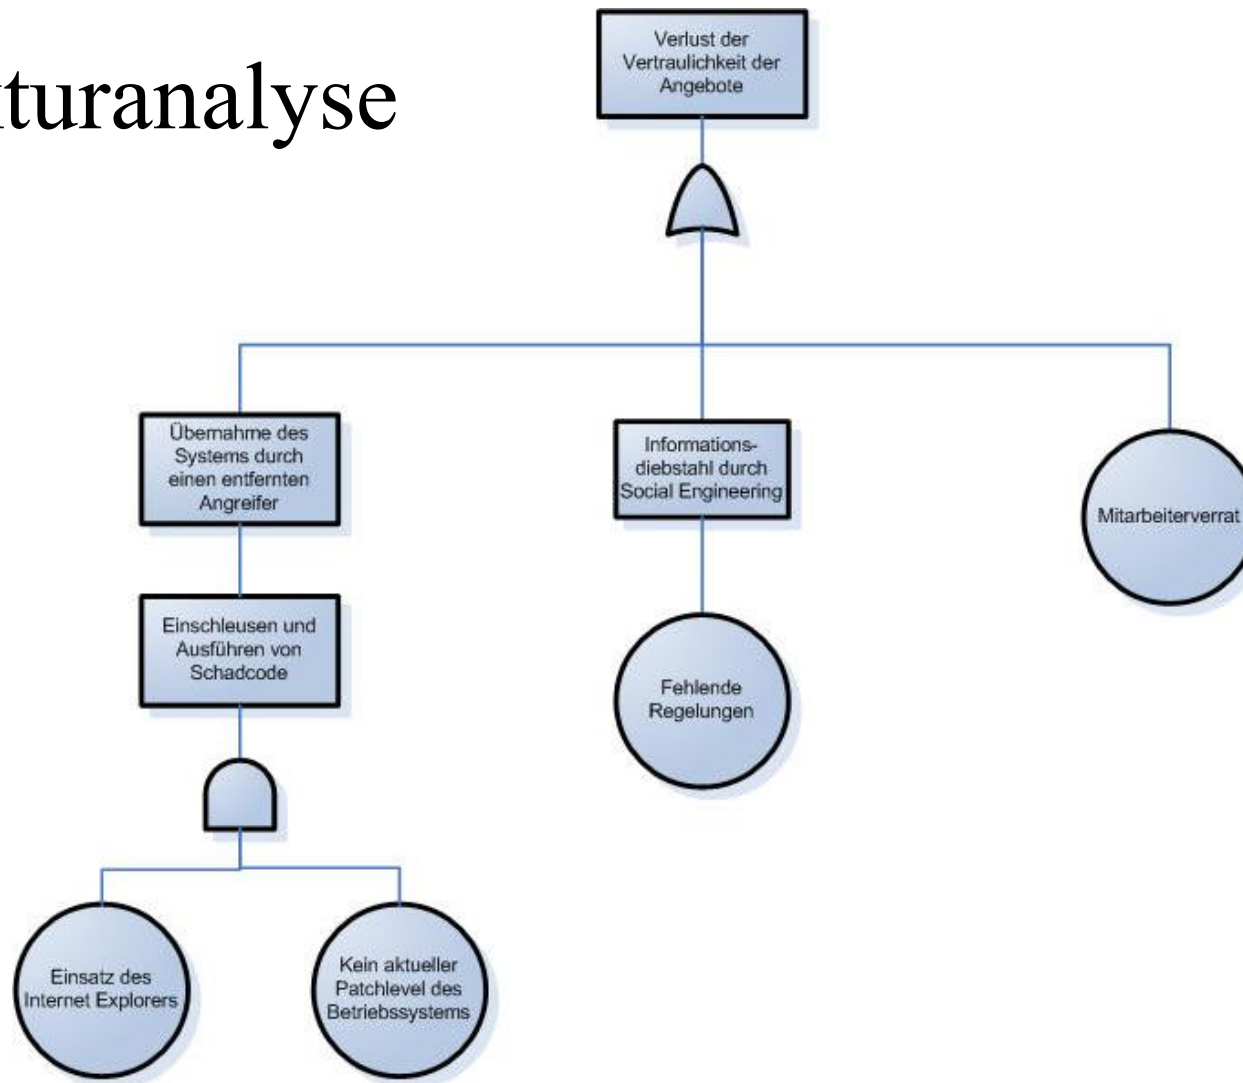 turanalyse
Verlust der
Vertraulichkeit der
Angebote
Übernahme des
Systems durch
einen entfernten
Angreifer
Informations-
diebstahl durch
Social Engineering
Mitarbeiterverrat
Einschleusen und
Ausführen von
Schadcode
Fehlende
Regelungen
Einsatz des
Internet Explorers
Kein aktueller
Patchlevel des
Betriebssystems